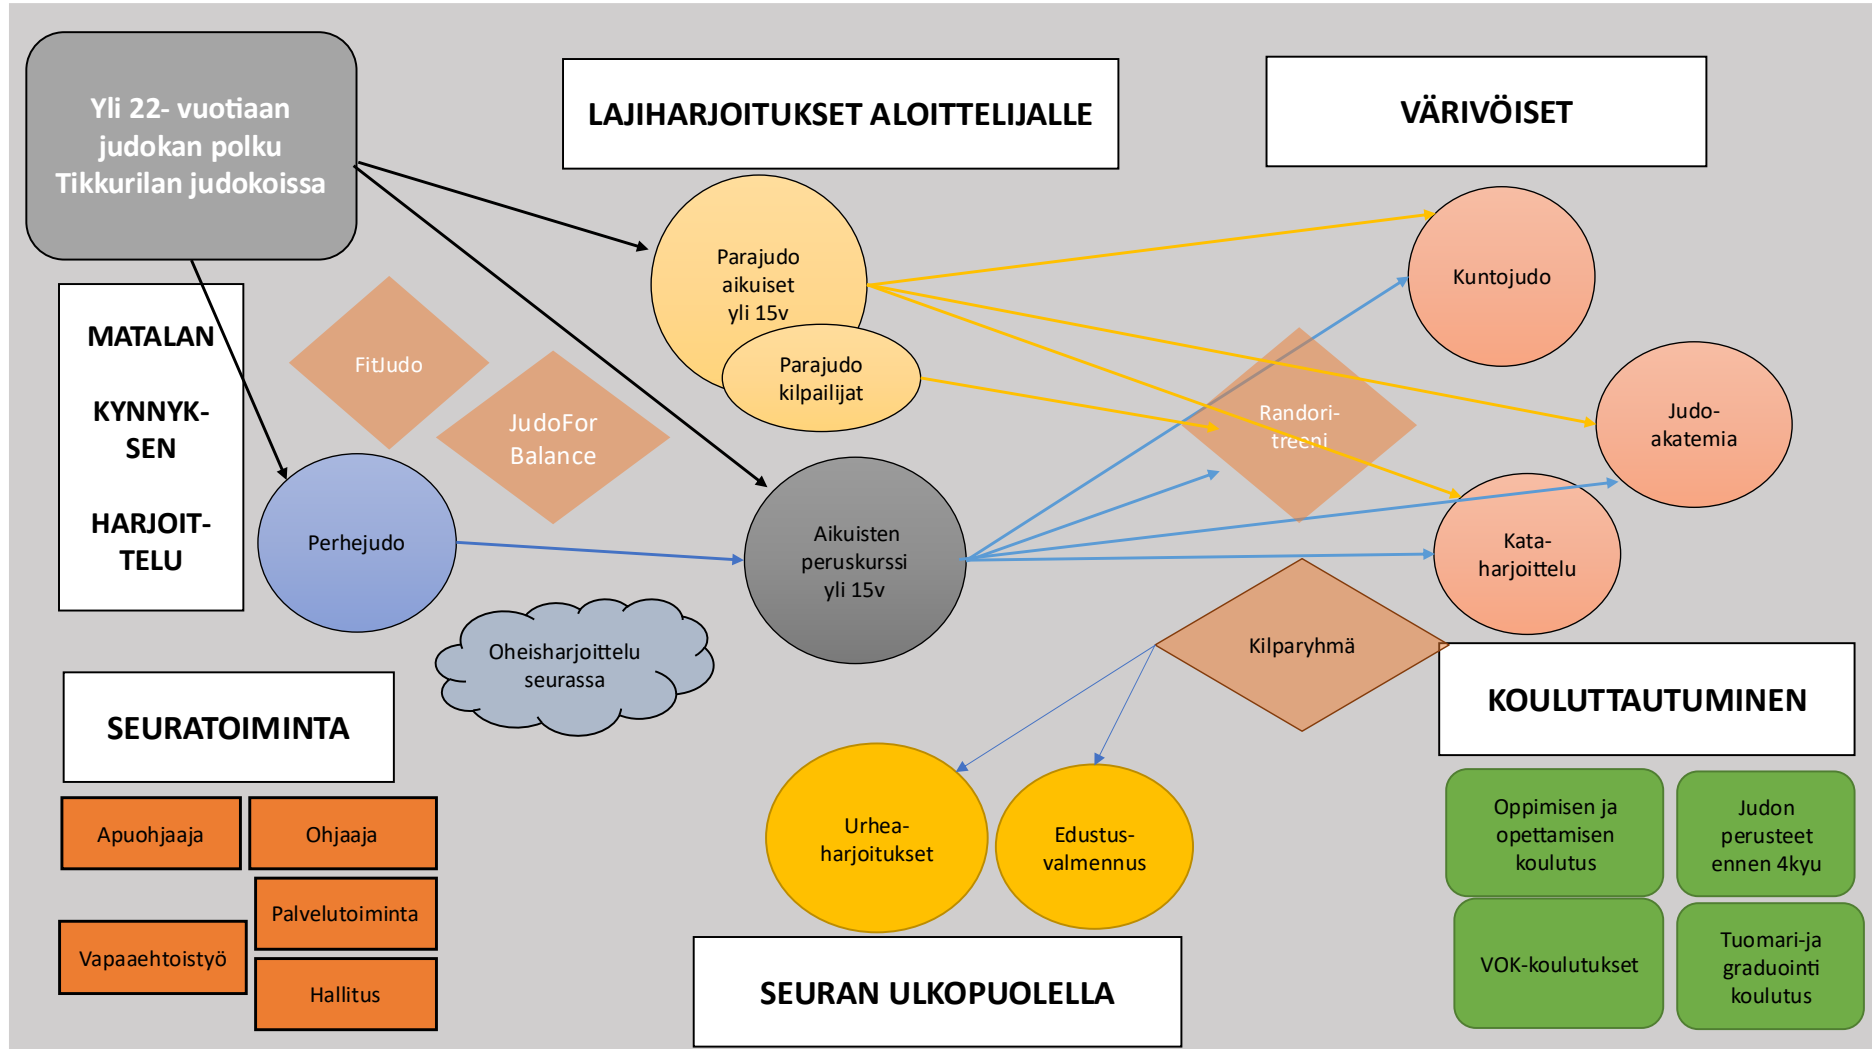 Yli 22- vuotiaan
judokan polku
Tikkurilan judokoissa
LAJIHARJOITUKSET ALOITTELIJALLE
VÄRIVÖISET
MATALAN
KYNNYK-
SEN
HARJOIT-
TELU
FitJudo
JudoFor
Balance
Perhejudo
Parajudo
aikuiset
yli 15v
Parajudo
kilpailijat
Aikuisten
peruskurssi
yli 15v
Oheisharjoittelu
seurassa
Kuntojudo
Randori-
treeni
Judo-
akatemia
Kata-
harjoittelu
Kilparyhmä
SEURATOIMINTA
Apuohjaaja
Ohjaaja
Palvelutoiminta
Vapaaehtoistyö
Hallitus
Urhea-
harjoitukset
Edustus-
valmennus
SEURAN ULKOPUOLELLA
KOULUTTAUTUMINEN
Oppimisen ja
opettamisen
koulutus
Judon
perusteet
ennen 4kyu
VOK-koulutukset
Tuomari-ja
graduointi
koulutus